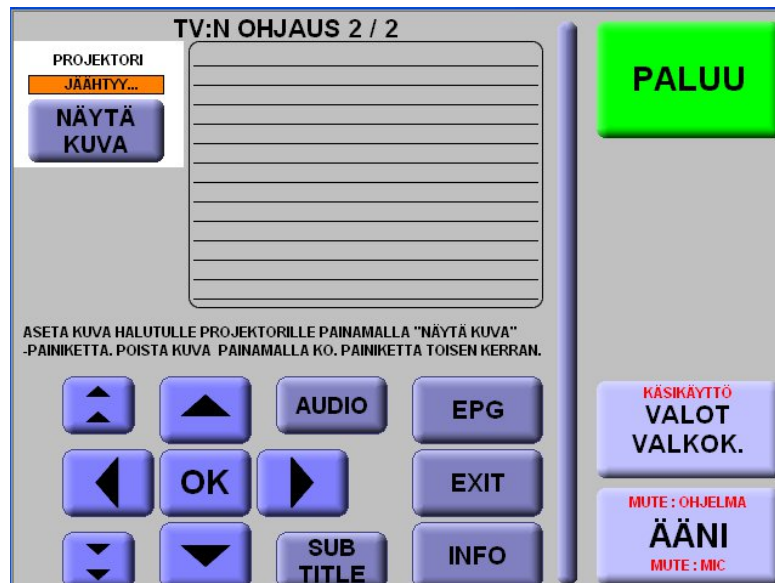 TV:N OHJAUS 2 / 2
PROJEKTORI
JÄÄHTYY...
NÄYTÄ
KUVA
PALUU
ASETA KUVA HALUTULLE PROJEKTORILLE PAINAMALLA "NÄYTÄ KUVA"
-PAINIKETTA. POISTA KUVA PAINAMALLA KO. PAINIKETTA TOISEN KERRAN.
AUDIO
EPG
KÄSIKÄYTTÖ
VALOT
VALKOK.
OK
EXIT
SUB
TITLE
INFO
MUTE : OHJELMA
ÄÄNI
MUTE : MIC